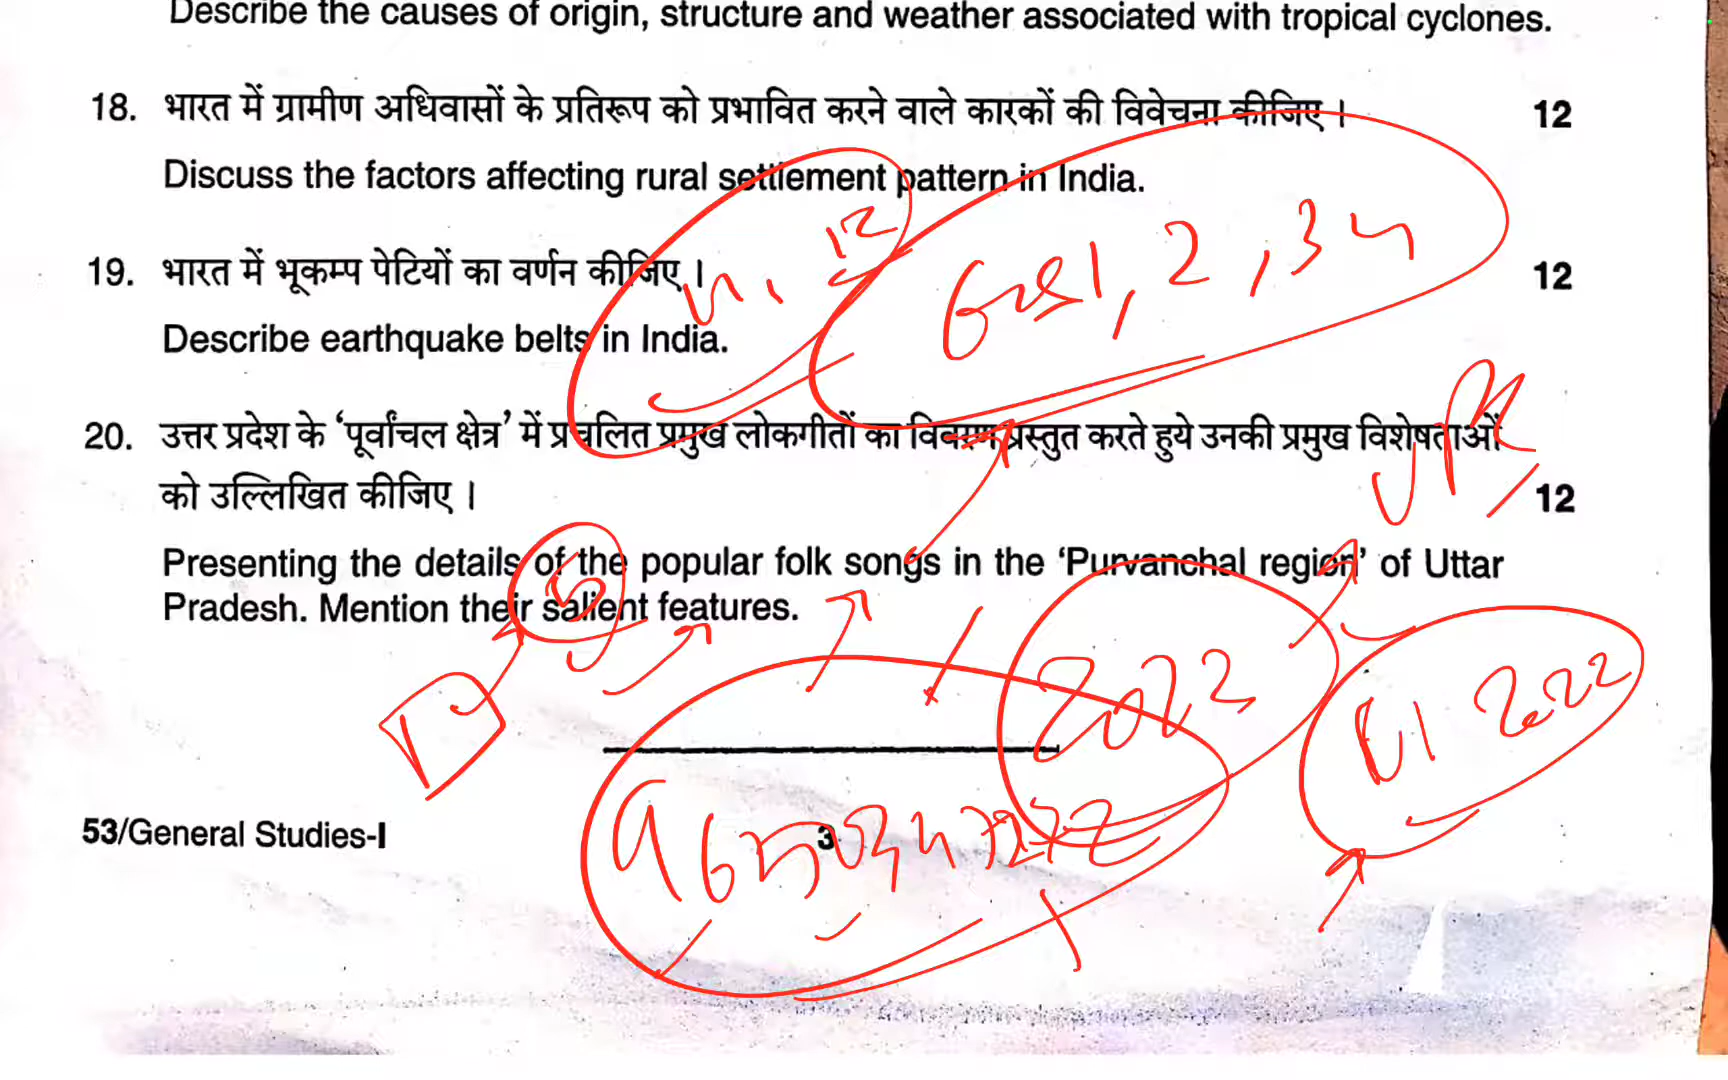 Describe the causes of origin, structure and weather associated with tropical cyclones.
18. भारत में ग्रामीण अधिवासों के प्रतिरूप को प्रभावित करने वाले कारकों की विवेचना कीजिए । 12
Discuss the factors affecting rural settlement pattern in India.
19. भारत में भूकम्प पेटियों का वर्णन कीजिए । 12
Describe earthquake belts in India.
20. उत्तर प्रदेश के ‘पूर्वांचल क्षेत्र’ में प्रचलित प्रमुख लोकगीतों का विवरण प्रस्तुत करते हुये उनकी प्रमुख विशेषताओं
को उल्लिखित कीजिए । 12
Presenting the details of the popular folk songs in the ‘Purvanchal region’ of Uttar
Pradesh. Mention their salient features.
2022
53/General Studies-I 3